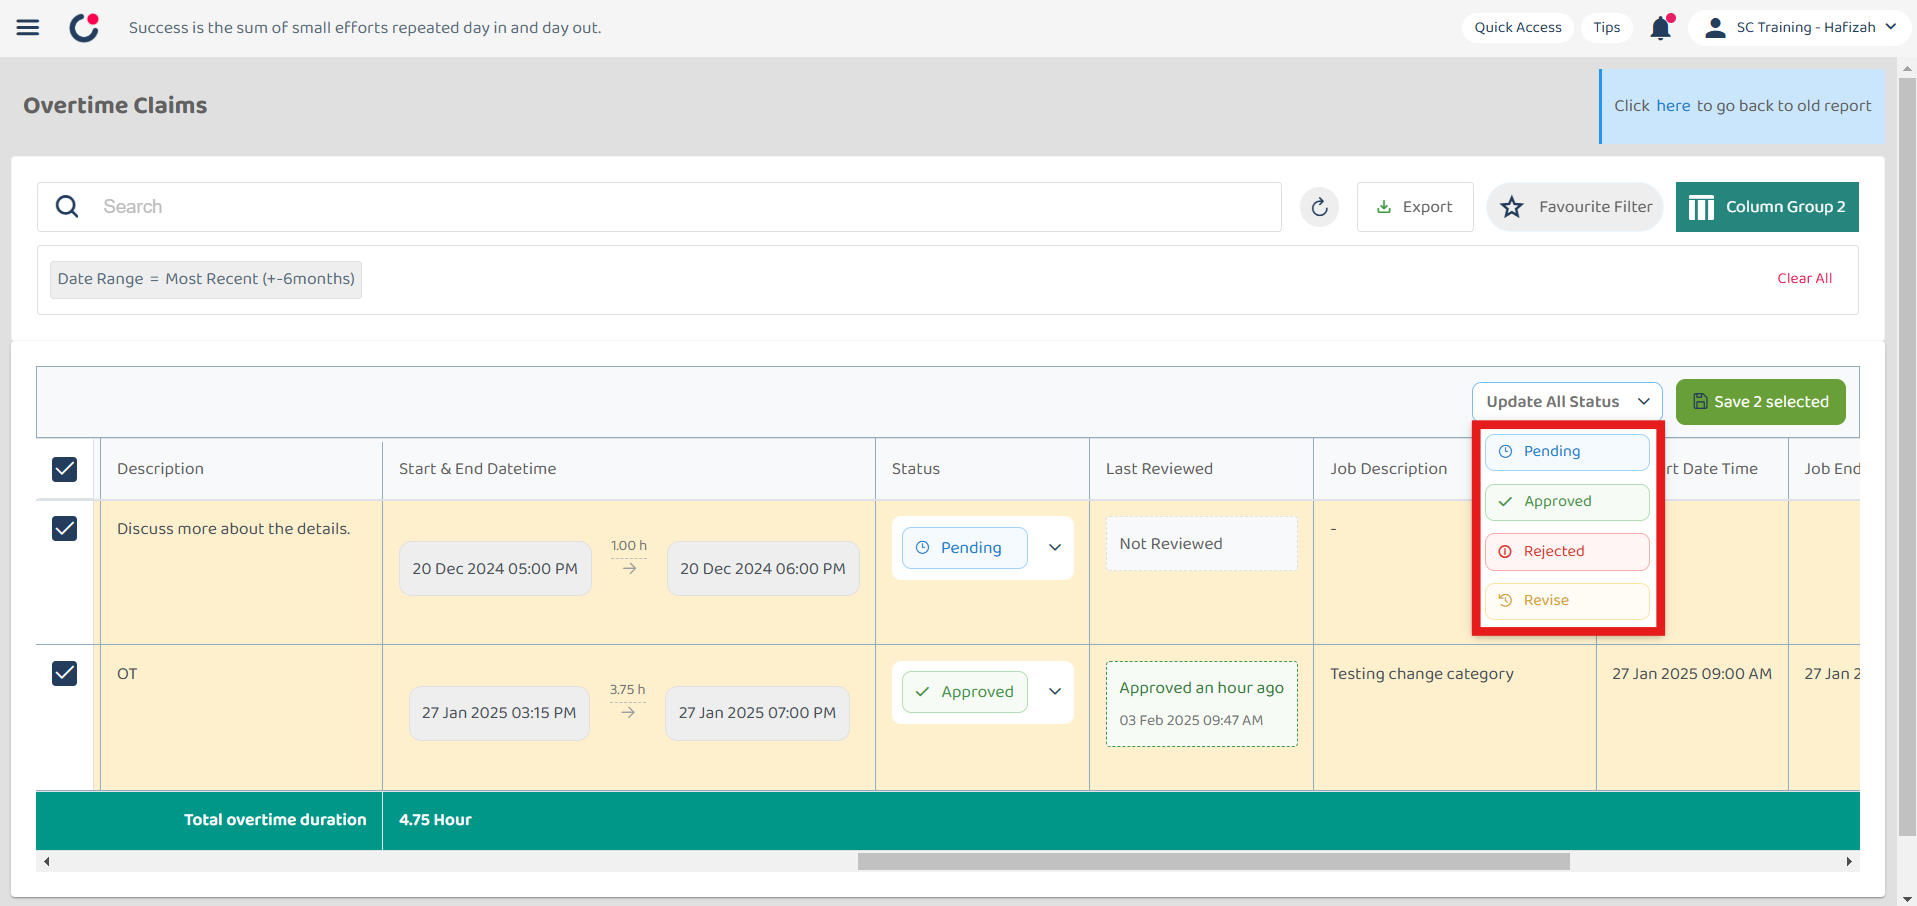 Success is the sum of small efforts repeated day in and day out.
Quick Access
Tips
SC Training - Hafizah
Overtime Claims
Click here to go back to old report
Search
Export
Favourite Filter
Column Group 2
Date Range = Most Recent (+-6months)
Clear All
Update All Status
Save 2 selected
Pending
Approved
Rejected
Revise
Description
Start & End Datetime
Status
Last Reviewed
Job Description
rt Date Time
Job End
Discuss more about the details.
20 Dec 2024 05:00 PM
1.00 h
20 Dec 2024 06:00 PM
Pending
Not Reviewed
-
OT
27 Jan 2025 03:15 PM
3.75 h
27 Jan 2025 07:00 PM
Approved
Approved an hour ago
03 Feb 2025 09:47 AM
Testing change category
27 Jan 2025 09:00 AM
27 Jan 2
Total overtime duration
4.75 Hour